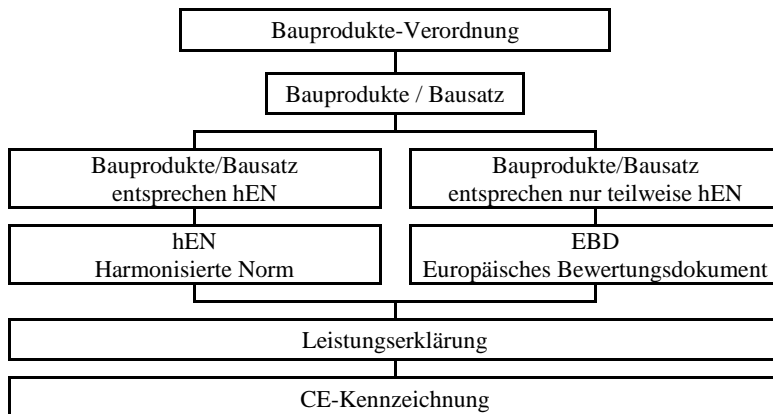 Bauprodukte-Verordnung
Bauprodukte / Bausatz
Bauprodukte/Bausatz
entsprechen hEN
Bauprodukte/Bausatz
entsprechen nur teilweise hEN
hEN
Harmonisierte Norm
EBD
Europäisches Bewertungsdokument
Leistungserklärung
CE-Kennzeichnung